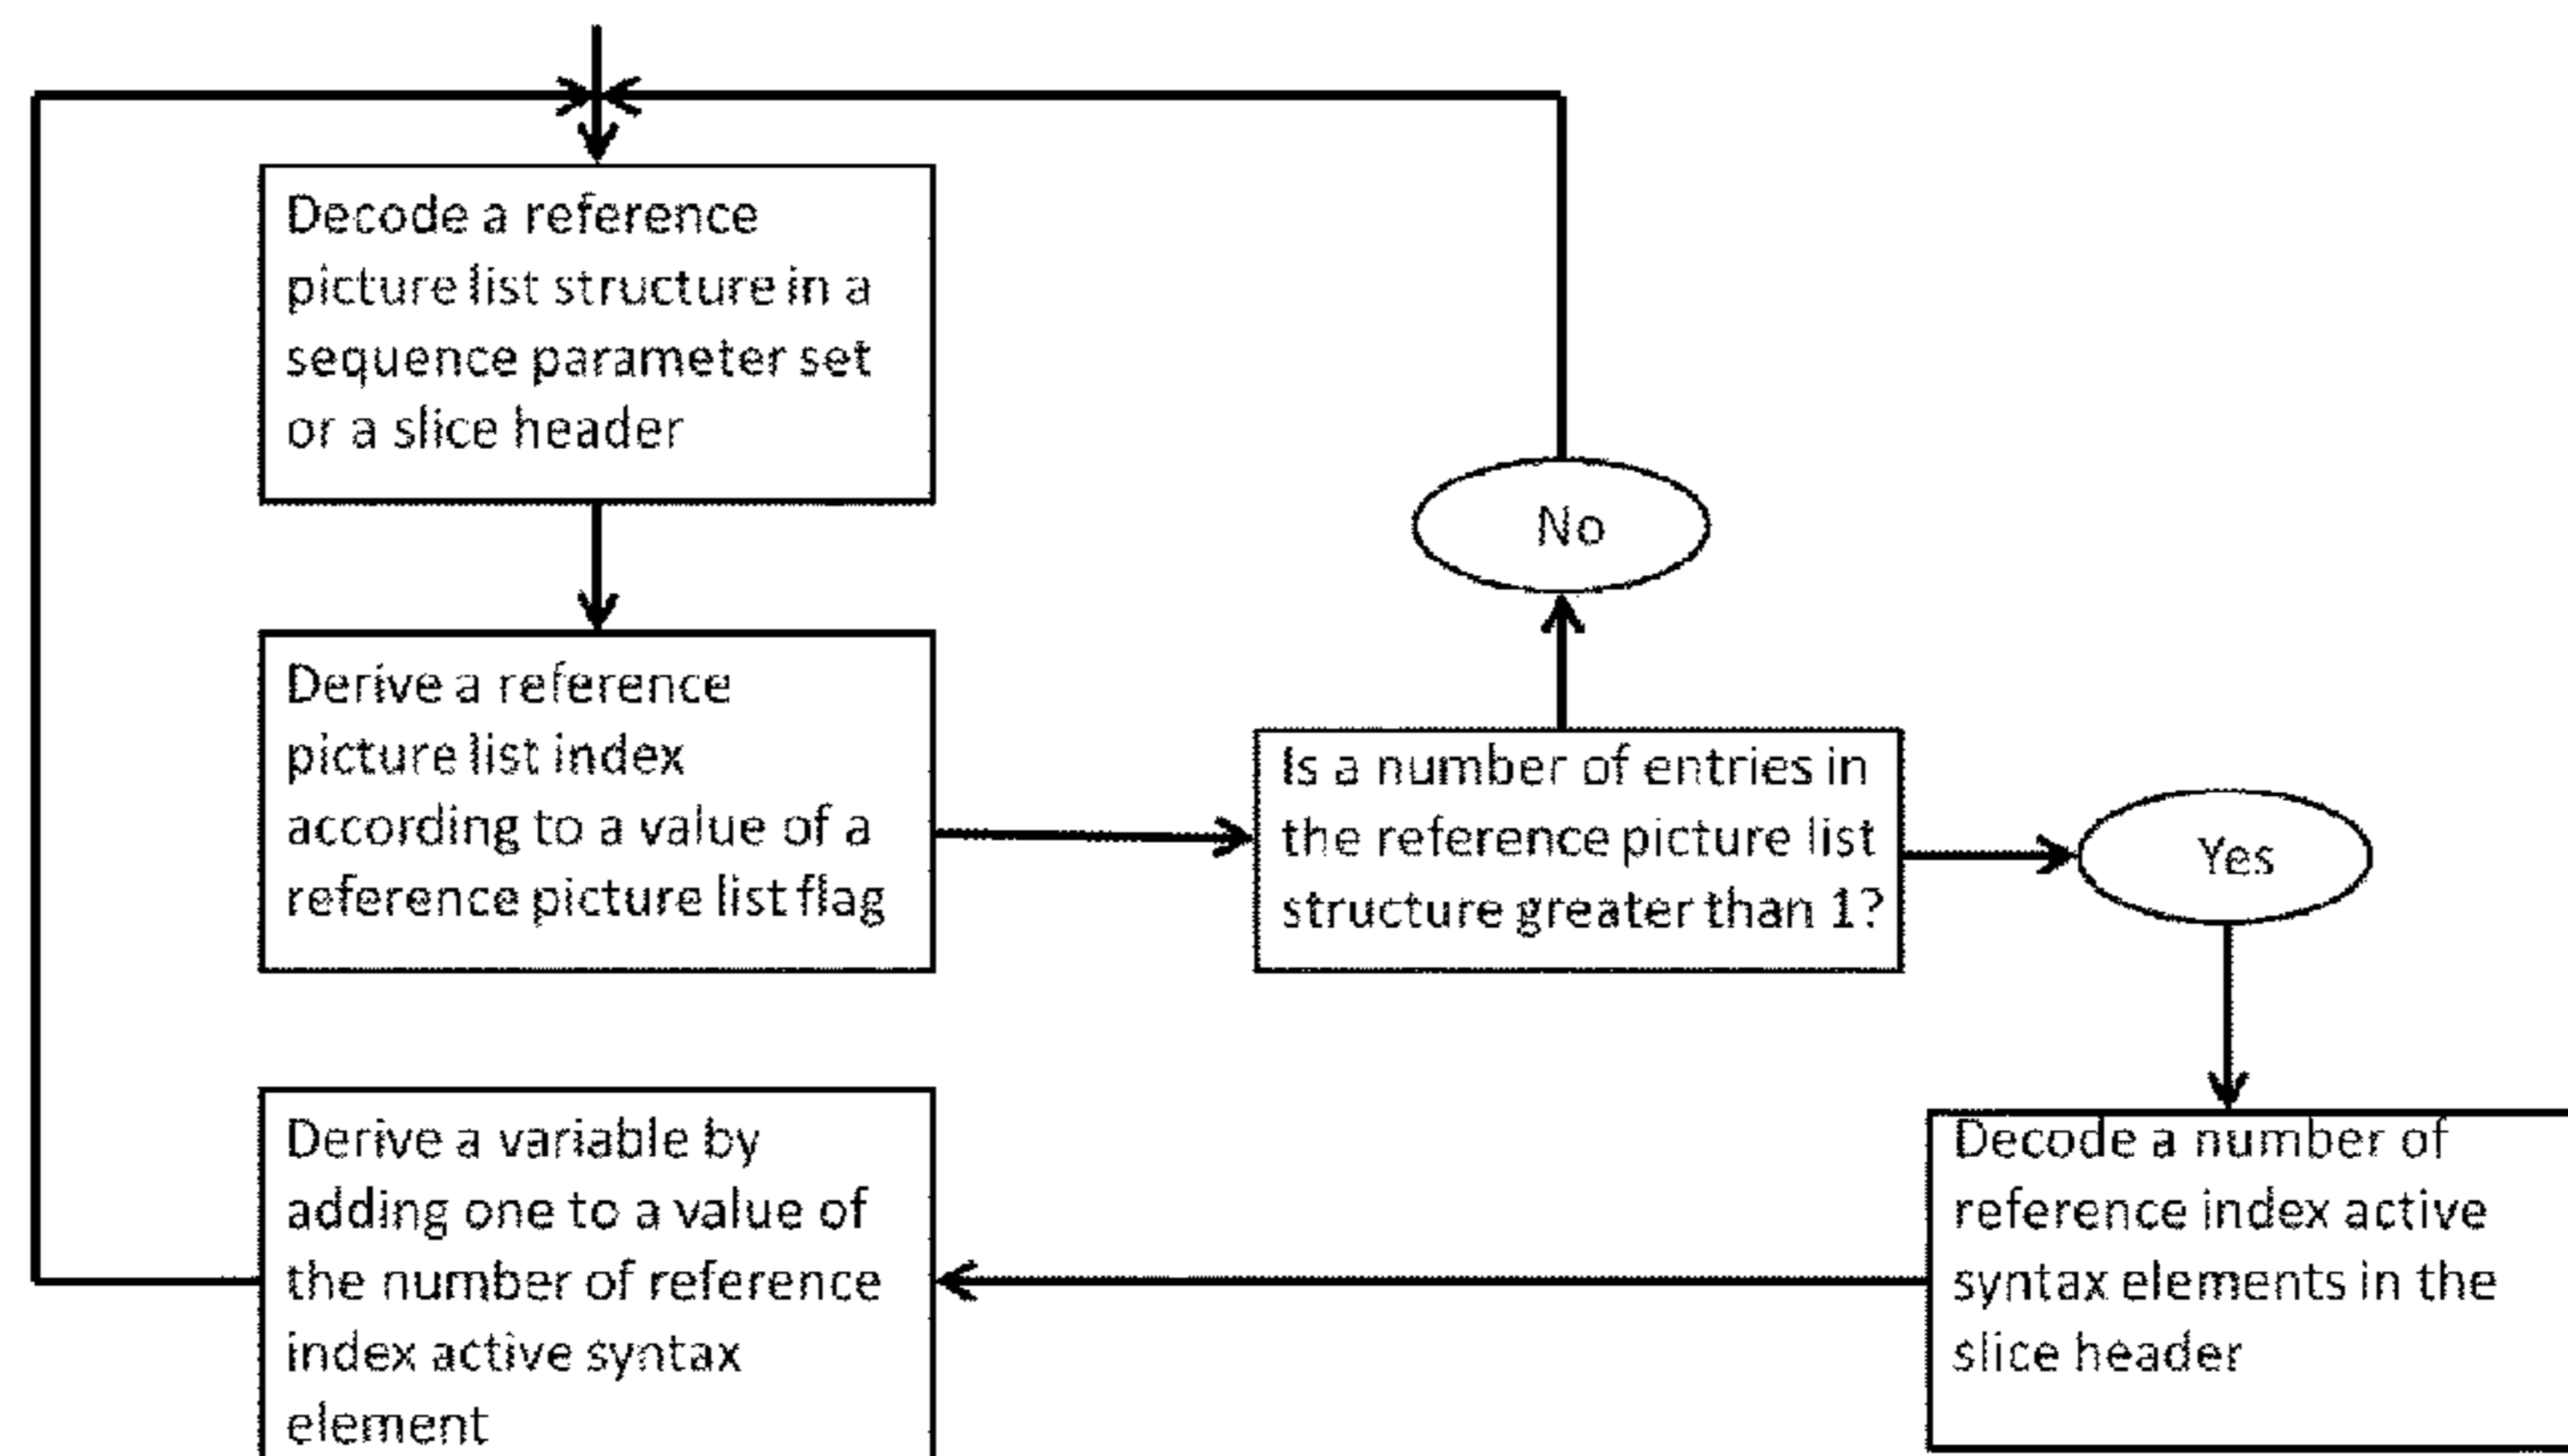 Decode a reference
picture list structure in a
sequence parameter set
or a slice header
No
Derive a reference
picture list index
according to a value of a
reference picture list flag
Is a number of entries in
the reference picture list
structure greater than 1?
Yes
Derive a variable by
adding one to a value of
the number of reference
index active syntax
element
Decode a number of
reference index active
syntax elements in the
slice header